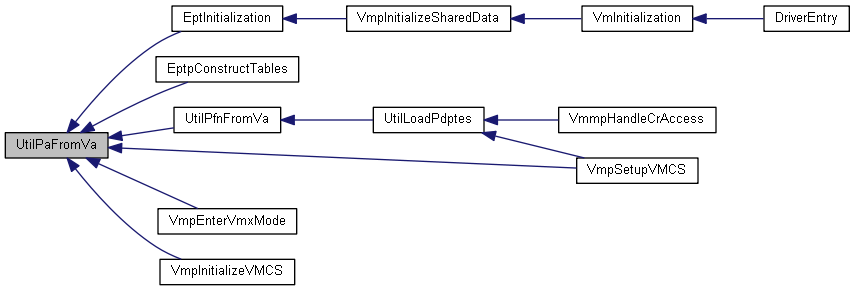 EptInitialization
VmpInitializeSharedData
VmInitialization
DriverEntry
EptpConstructTables
UtilPfnFromVa
UtilLoadPdptes
VmmpHandleCrAccess
UtilPaFromVa
VmpSetupVMCS
VmpEnterVmxMode
VmpInitializeVMCS